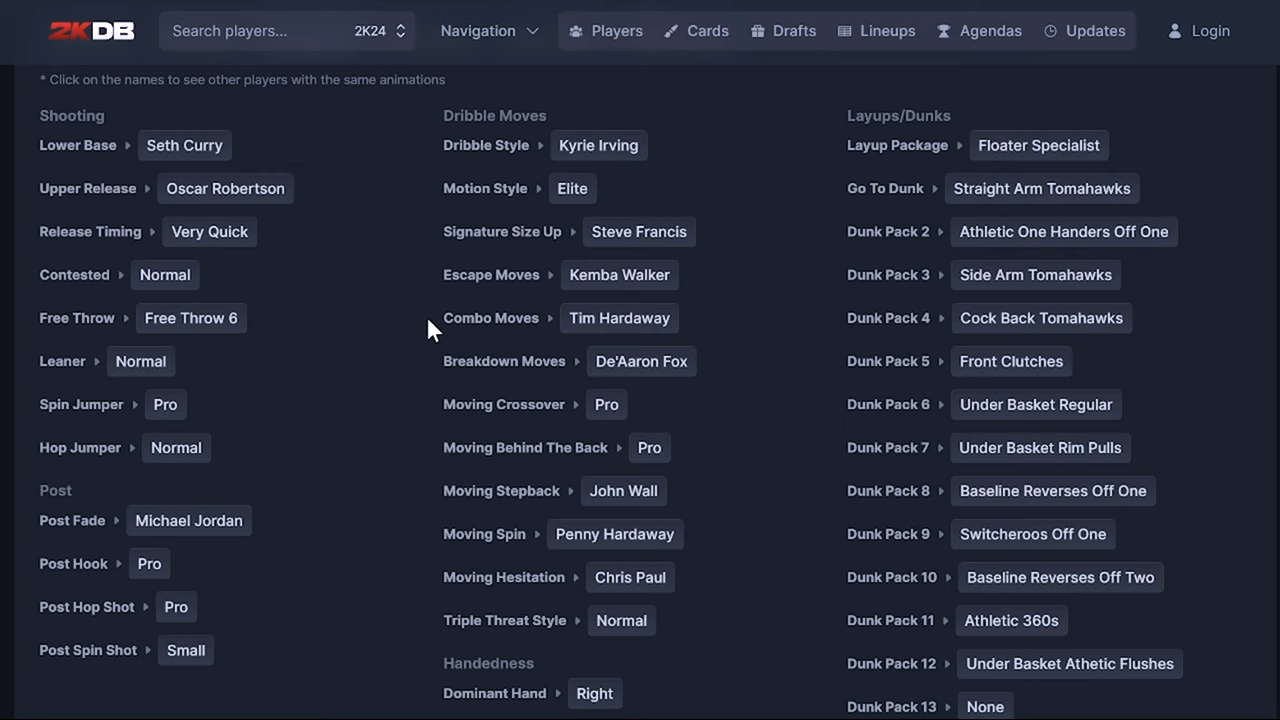 2KDB
Search players...
2K24
Navigation
Players
Cards
Drafts
Lineups
Agendas
Updates
Login
* Click on the names to see other players with the same animations
Shooting
Lower Base Seth Curry
Upper Release Oscar Robertson
Release Timing Very Quick
Contested Normal
Free Throw Free Throw 6
Leaner Normal
Spin Jumper Pro
Hop Jumper Normal
Post
Post Fade Michael Jordan
Post Hook Pro
Post Hop Shot Pro
Post Spin Shot Small
Dribble Moves
Dribble Style Kyrie Irving
Motion Style Elite
Signature Size Up Steve Francis
Escape Moves Kemba Walker
Combo Moves Tim Hardaway
Breakdown Moves De'Aaron Fox
Moving Crossover Pro
Moving Behind The Back Pro
Moving Stepback John Wall
Moving Spin Penny Hardaway
Moving Hesitation Chris Paul
Triple Threat Style Normal
Handedness
Dominant Hand Right
Layups/Dunks
Layup Package Floater Specialist
Go To Dunk Straight Arm Tomahawks
Dunk Pack 2 Athletic One Handers Off One
Dunk Pack 3 Side Arm Tomahawks
Dunk Pack 4 Cock Back Tomahawks
Dunk Pack 5 Front Clutches
Dunk Pack 6 Under Basket Regular
Dunk Pack 7 Under Basket Rim Pulls
Dunk Pack 8 Baseline Reverses Off One
Dunk Pack 9 Switcheroos Off One
Dunk Pack 10 Baseline Reverses Off Two
Dunk Pack 11 Athletic 360s
Dunk Pack 12 Under Basket Athetic Flushes
Dunk Pack 13 None